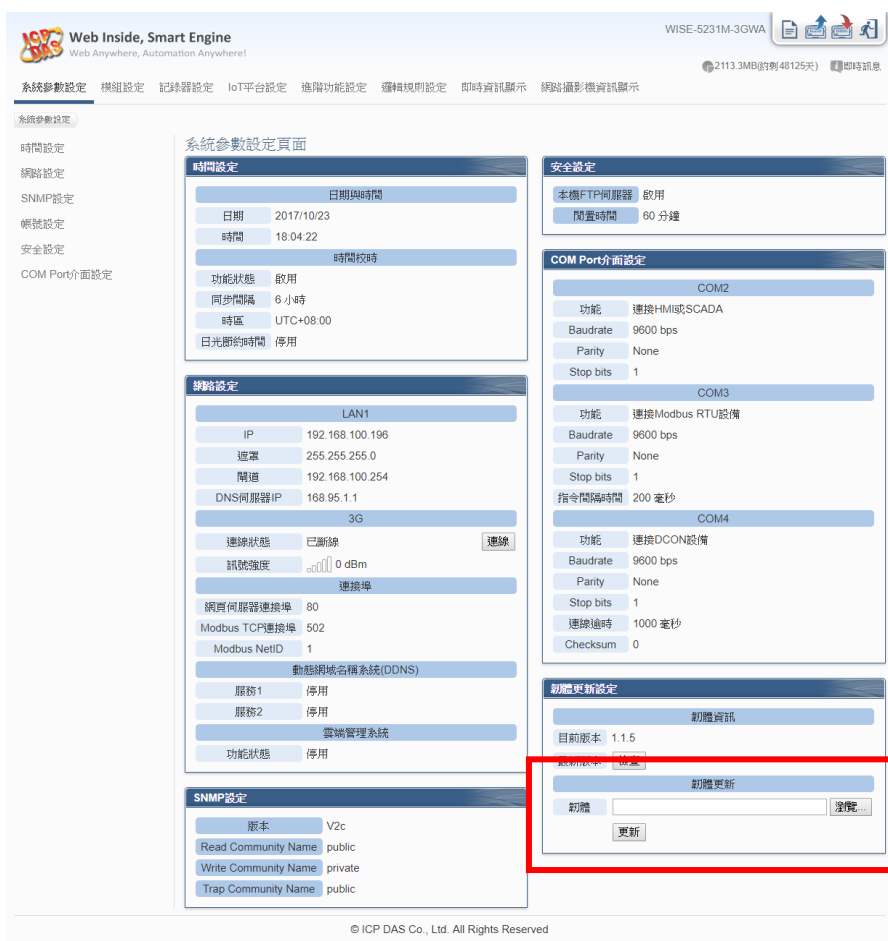 ICP DAS
Web Inside, Smart Engine
Web Anywhere, Automation Anywhere!
WISE-5231M-3GWA
2113.3MB(約剩48125天) 即時訊息
系統參數設定 模組設定 記錄器設定 IoT平台設定 進階功能設定 邏輯規則設定 即時資訊顯示 網路攝影機資訊顯示
系統參數設定
時間設定
網路設定
SNMP設定
帳號設定
安全設定
COM Port介面設定
系統參數設定頁面
時間設定
日期與時間
日期 2017/10/23
時間 18:04:22
時間校時
功能狀態 啟用
同步間隔 6 小時
時區 UTC+08:00
日光節約時間 停用
網路設定
LAN1
IP 192.168.100.196
遮罩 255.255.255.0
閘道 192.168.100.254
DNS伺服器IP 168.95.1.1
3G
連線狀態 已斷線 連線
訊號強度 0 dBm
連接埠
網頁伺服器連接埠 80
Modbus TCP連接埠 502
Modbus NetID 1
動態網域名稱系統(DDNS)
服務1 停用
服務2 停用
雲端管理系統
功能狀態 停用
SNMP設定
版本 V2c
Read Community Name public
Write Community Name private
Trap Community Name public
安全設定
本機FTP伺服器 啟用
閒置時間 60 分鐘
COM Port介面設定
COM2
功能 連接HMI或SCADA
Baudrate 9600 bps
Parity None
Stop bits 1
COM3
功能 連接Modbus RTU設備
Baudrate 9600 bps
Parity None
Stop bits 1
指令間隔時間 200 毫秒
COM4
功能 連接DCON設備
Baudrate 9600 bps
Parity None
Stop bits 1
連線逾時 1000 毫秒
Checksum 0
韌體更新設定
韌體資訊
目前版本 1.1.5
最新版本 檢查
韌體更新
韌體 瀏覽...
更新
© ICP DAS Co., Ltd. All Rights Reserved